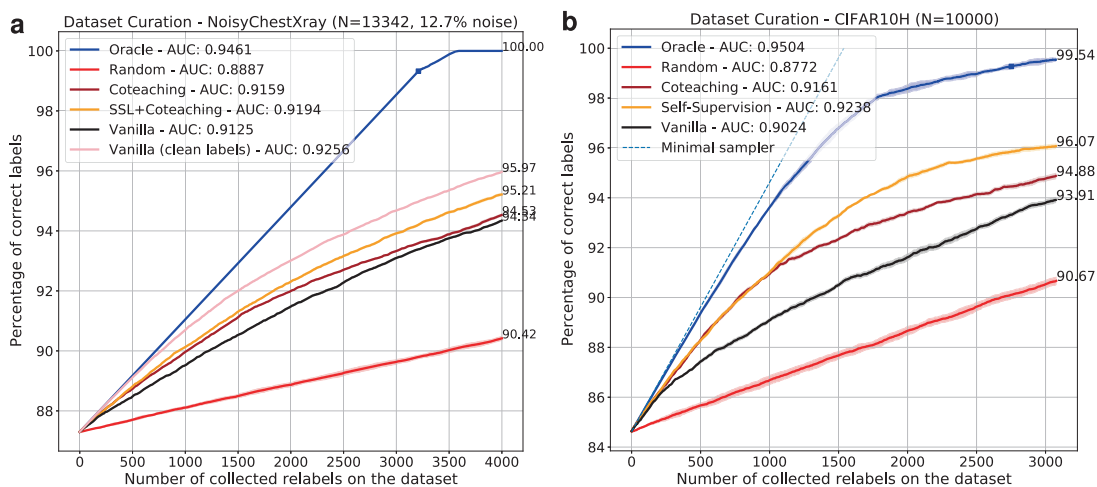 a
Dataset Curation - NoisyChestXray (N=13342, 12.7% noise)
Percentage of correct labels
100
98
96
94
92
90
88
Oracle - AUC: 0.9461
Random - AUC: 0.8887
Coteaching - AUC: 0.9159
SSL+Coteaching - AUC: 0.9194
Vanilla - AUC: 0.9125
Vanilla (clean labels) - AUC: 0.9256
100.00
95.97
95.21
94.53
94.34
90.42
0 500 1000 1500 2000 2500 3000 3500 4000
Number of collected relabels on the dataset
b
Dataset Curation - CIFAR10H (N=10000)
Percentage of correct labels
100
98
96
94
92
90
88
86
84
Oracle - AUC: 0.9504
Random - AUC: 0.8772
Coteaching - AUC: 0.9161
Self-Supervision - AUC: 0.9238
Vanilla - AUC: 0.9024
Minimal sampler
99.54
96.07
94.88
93.91
90.67
0 500 1000 1500 2000 2500 3000
Number of collected relabels on the dataset